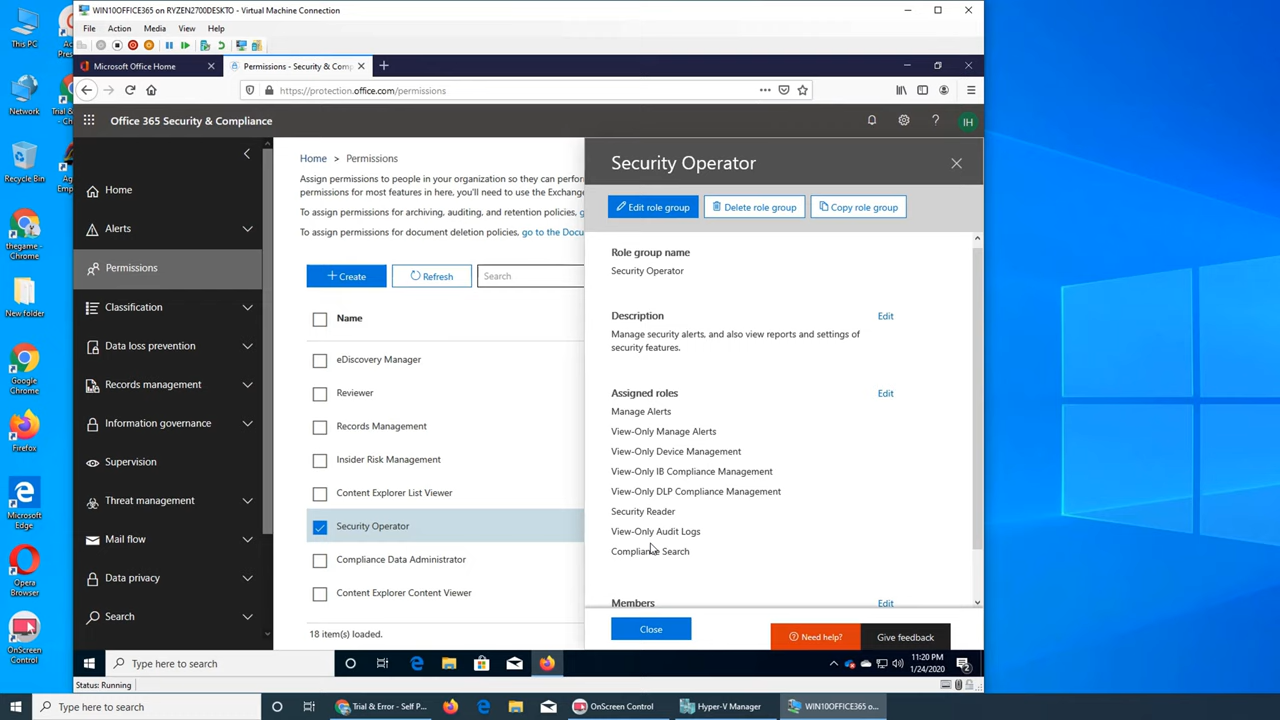 This PC
Network
Recycle Bin
thegame -
Chrome
New folder
Google
Chrome
Firefox
Microsoft
Edge
Opera
Browser
OnScreen
Control
WIN10OFFICE365 on RYZEN2700DESKTO - Virtual Machine Connection
File Action Media View Help
Microsoft Office Home
Permissions - Security & Comp
https://protection.office.com/permissions
Office 365 Security & Compliance
IH
Home
Alerts
Permissions
Classification
Data loss prevention
Records management
Information governance
Supervision
Threat management
Mail flow
Data privacy
Search
Home > Permissions
Assign permissions to people in your organization so they can perfo
permissions for most features in here, you'll need to use the Exchan
To assign permissions for archiving, auditing, and retention policies, g
To assign permissions for document deletion policies, go to the Docu
Create
Refresh
Search
Name
eDiscovery Manager
Reviewer
Records Management
Insider Risk Management
Content Explorer List Viewer
Security Operator
Compliance Data Administrator
Content Explorer Content Viewer
18 item(s) loaded.
Security Operator
Edit role group
Delete role group
Copy role group
Role group name
Security Operator
Description Edit
Manage security alerts, and also view reports and settings of
security features.
Assigned roles Edit
Manage Alerts
View-Only Manage Alerts
View-Only Device Management
View-Only IB Compliance Management
View-Only DLP Compliance Management
Security Reader
View-Only Audit Logs
Compliance Search
Members Edit
Close
Need help?
Give feedback
Type here to search
11:20 PM
1/24/2020
2
Status: Running
Type here to search
Trial & Error - Self P...
OnScreen Control
Hyper-V Manager
WIN10OFFICE365 o...